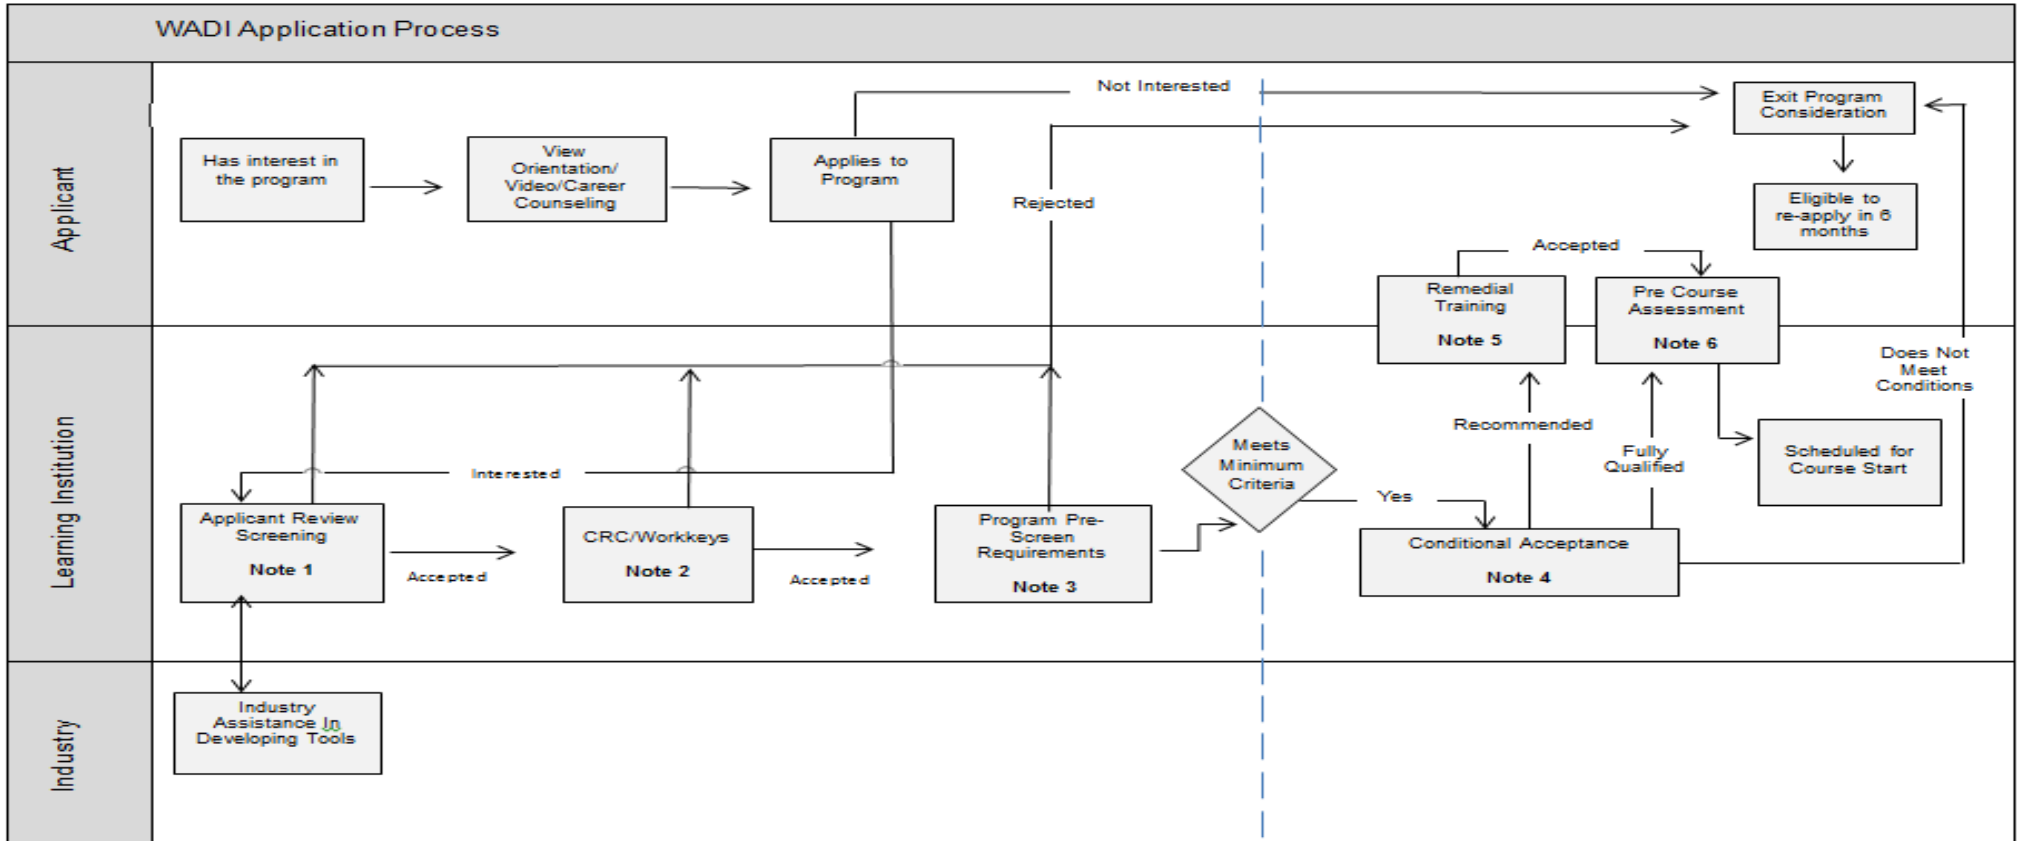 WADI Application Process
Applicant
Has interest in
the program
View
Orientation/
Video/Career
Counseling
Applies to
Program
Not Interested
Rejected
Exit Program
Consideration
Eligible to
re-apply in 6
months
Accepted
Remedial
Training
Note 5
Pre Course
Assessment
Note 6
Does Not
Meet
Conditions
Learning Institution
Interested
Applicant Review
Screening
Note 1
Accepted
CRC/Workkeys
Note 2
Accepted
Program Pre-
Screen
Requirements
Note 3
Meets
Minimum
Criteria
Yes
Recommended
Fully
Qualified
Scheduled for
Course Start
Conditional Acceptance
Note 4
Industry
Industry
Assistance In
Developing Tools